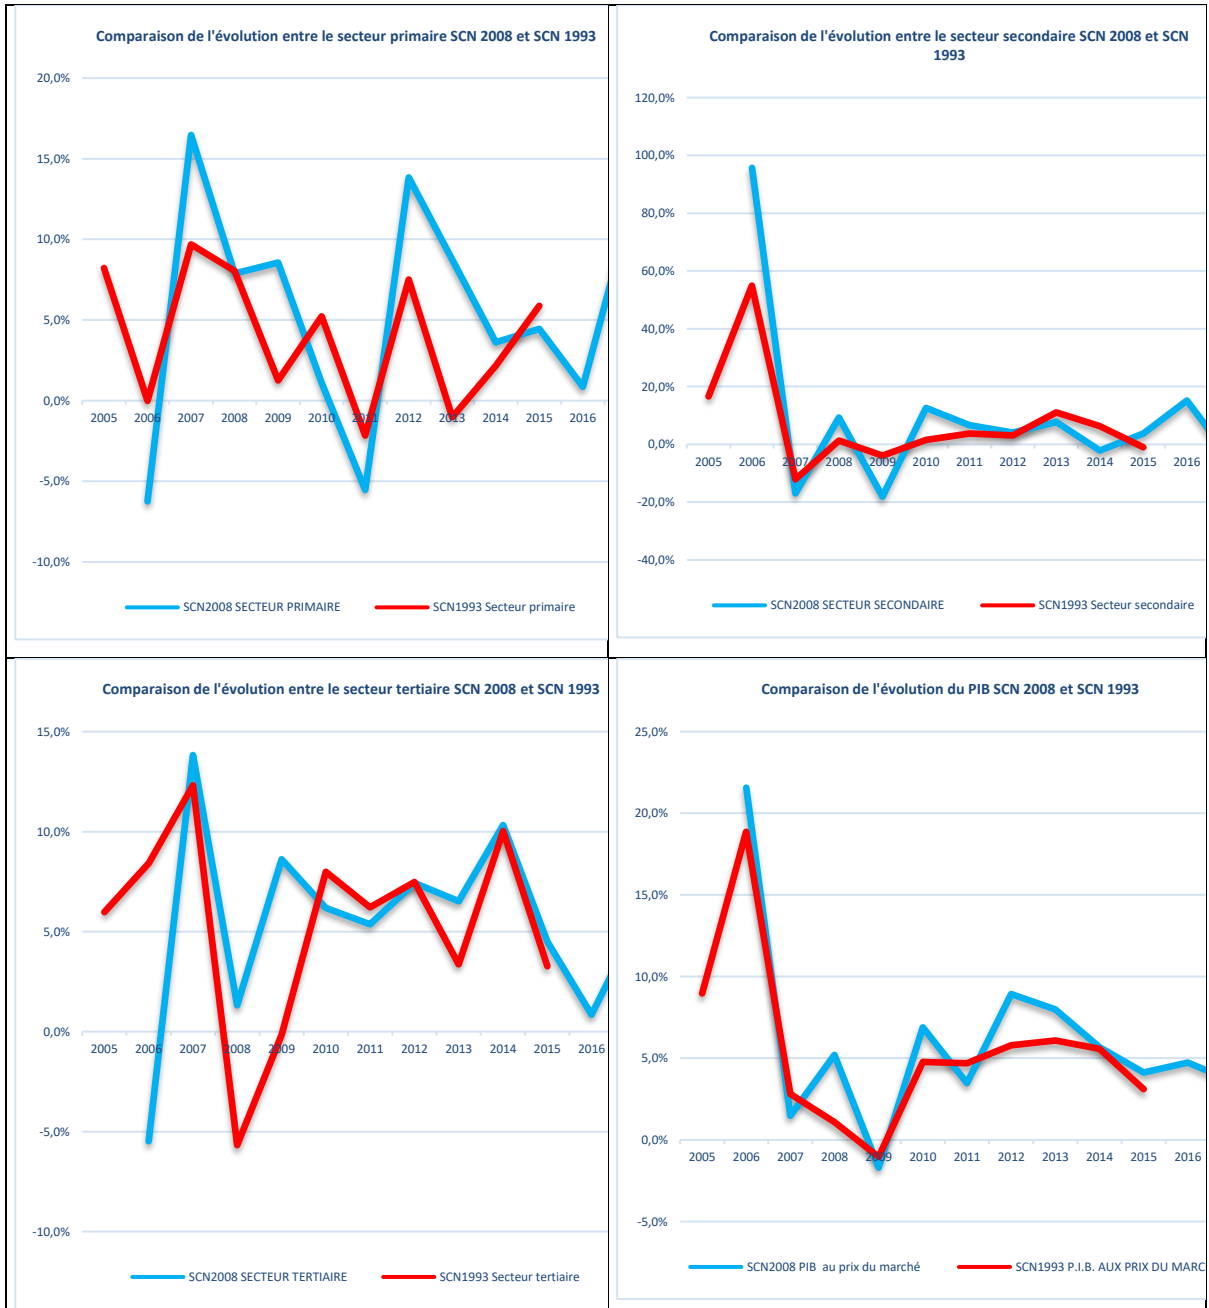 Comparaison de l'évolution entre le secteur primaire SCN 2008 et SCN 1993
20,0%
15,0%
10,0%
5,0%
0,0%
2005 2006 2007 2008 2009 2010 2011 2012 2013 2014 2015 2016
-5,0%
-10,0%
SCN2008 SECTEUR PRIMAIRE SCN1993 Secteur primaire
Comparaison de l'évolution entre le secteur secondaire SCN 2008 et SCN
1993
120,0%
100,0%
80,0%
60,0%
40,0%
20,0%
0,0%
2005 2006 2007 2008 2009 2010 2011 2012 2013 2014 2015 2016
-20,0%
-40,0%
SCN2008 SECTEUR SECONDAIRE SCN1993 Secteur secondaire
Comparaison de l'évolution entre le secteur tertiaire SCN 2008 et SCN 1993
15,0%
10,0%
5,0%
0,0%
2005 2006 2007 2008 2009 2010 2011 2012 2013 2014 2015 2016
-5,0%
-10,0%
SCN2008 SECTEUR TERTIAIRE SCN1993 Secteur tertiaire
Comparaison de l'évolution du PIB SCN 2008 et SCN 1993
25,0%
20,0%
15,0%
10,0%
5,0%
0,0%
2005 2006 2007 2008 2009 2010 2011 2012 2013 2014 2015 2016
-5,0%
SCN2008 PIB au prix du marché SCN1993 P.I.B. AUX PRIX DU MARC